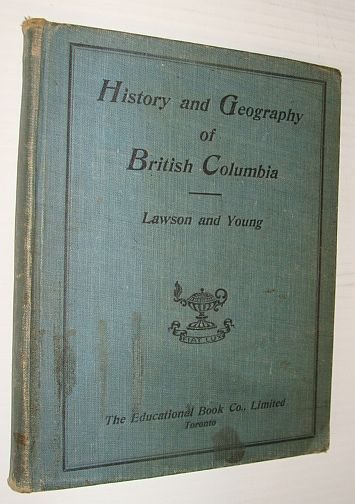 History and Geography
of
British Columbia
Lawson and Young
FIAT LUX
The Educational Book Co., Limited
Toronto